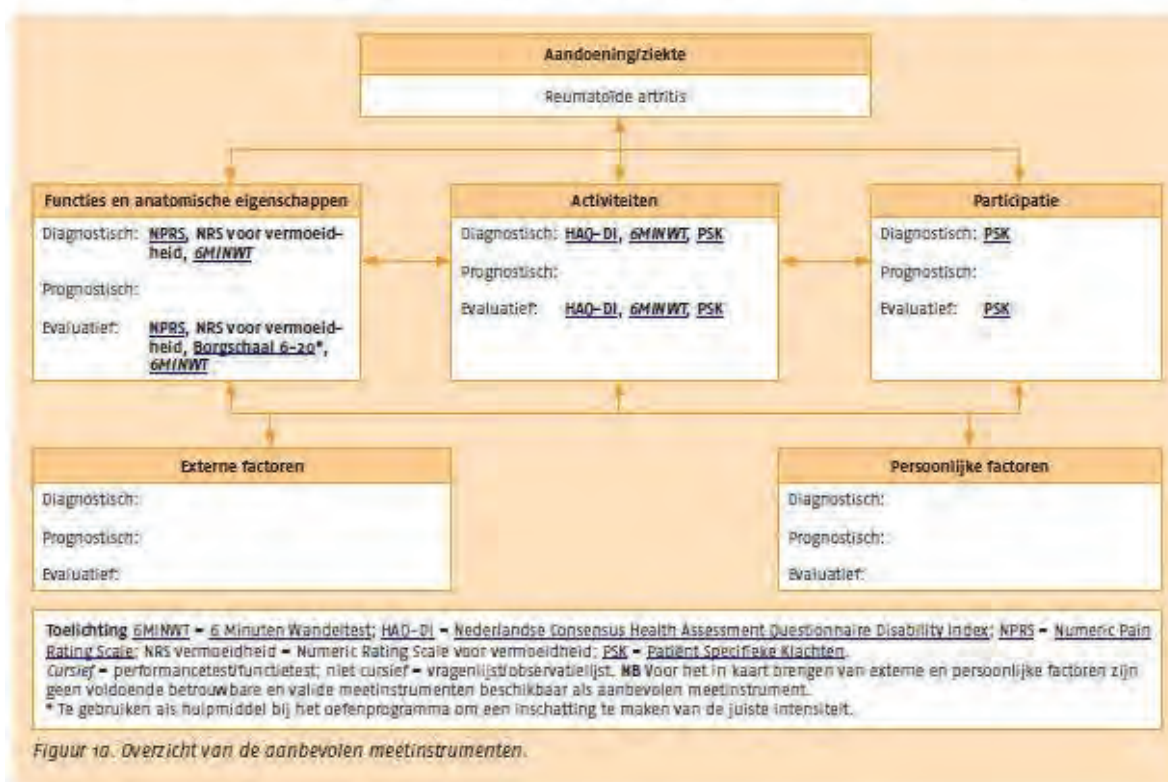 Aandoening/ziekte
Reumatoïde artritis
Functies en anatomische eigenschappen
Diagnostisch: NPRS, NRS voor vermoeid-
heid, 6MINWT
Prognostisch:
Evaluatief: NPRS, NRS voor vermoeid-
heid, Borgschaal 6-20*,
6MINWT
Activiteiten
Diagnostisch: HAQ-DI, 6MINWT, PSK
Prognostisch:
Evaluatief: HAQ-DI, 6MINWT, PSK
Participatie
Diagnostisch: PSK
Prognostisch:
Evaluatief: PSK
Externe factoren
Diagnostisch:
Prognostisch:
Evaluatief:
Persoonlijke factoren
Diagnostisch:
Prognostisch:
Evaluatief:
Toelichting 6MINWT = 6 Minuten Wandeltest; HAQ-DI = Nederlandse Consensus Health Assessment Questionnaire Disability Index; NPRS = Numeric Pain
Rating Scale; NRS vermoeidheid = Numeric Rating Scale voor vermoeidheid; PSK = Patiënt Specifieke Klachten.
Cursief = performancetest/functietest; niet cursief = vragenlijst/observatielijst. NB Voor het in kaart brengen van externe en persoonlijke factoren zijn
geen voldoende betrouwbare en valide meetinstrumenten beschikbaar als aanbevolen meetinstrument.
* Te gebruiken als hulpmiddel bij het oefenprogramma om een inschatting te maken van de juiste intensiteit.
Figuur 1a. Overzicht van de aanbevolen meetinstrumenten.